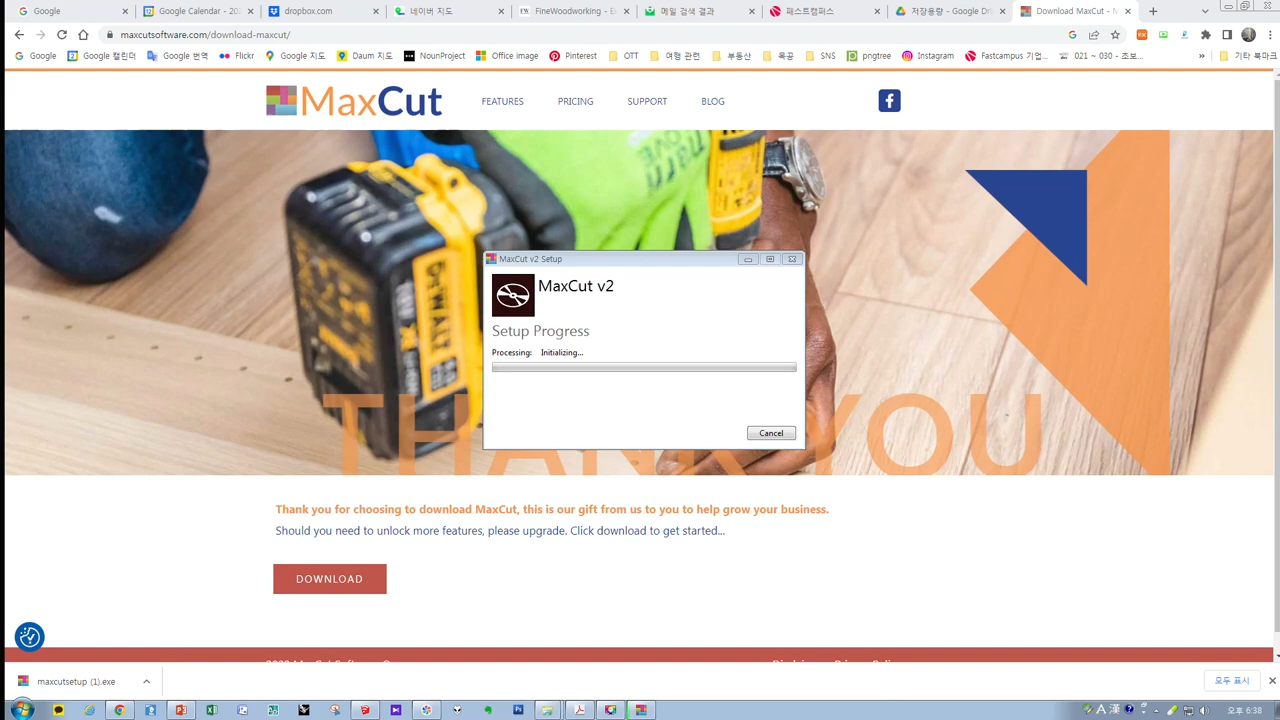 Google
Google Calendar - 202
dropbox.com
네이버 지도
FineWoodworking - Ex
메일 검색 결과
패스트캠퍼스
저장용량 - Google Dri
Download MaxCut - M
maxcutsoftware.com/download-maxcut/
Google
Google 캘린더
Google 번역
Flickr
Google 지도
Daum 지도
NounProject
Office image
Pinterest
OTT
여행 관련
부동산
목공
SNS
pngtree
Instagram
Fastcampus 기업...
021 ~ 030 - 초보...
기타 북마크
MaxCut
FEATURES
PRICING
SUPPORT
BLOG
DEWALT
MaxCut v2 Setup
MaxCut v2
Setup Progress
Processing: Initializing...
Cancel
THANK YOU
Thank you for choosing to download MaxCut, this is our gift from us to you to help grow your business.
Should you need to unlock more features, please upgrade. Click download to get started...
DOWNLOAD
maxcutsetup (1).exe
모두 표시
A 漢
오후 6:38